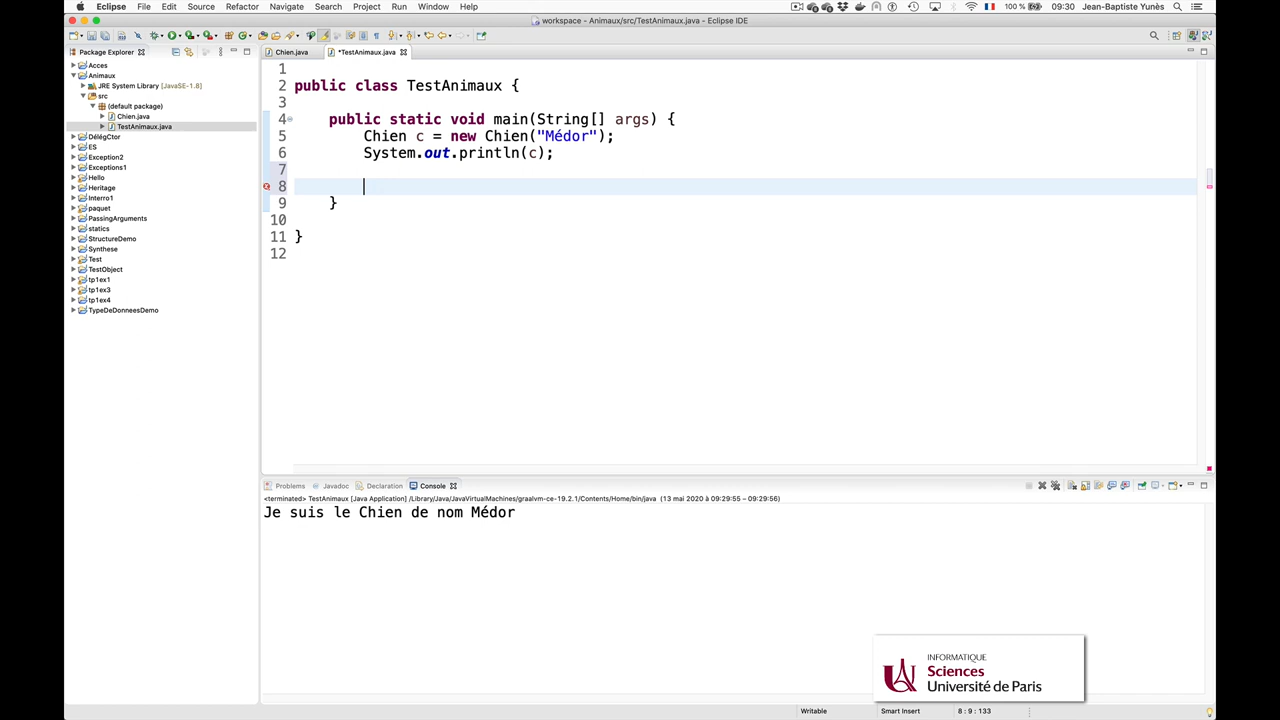 Eclipse File Edit Source Refactor Navigate Search Project Run Window Help 100 % 09:30 Jean-Baptiste Yunès
workspace - Animaux/src/TestAnimaux.java - Eclipse IDE
Package Explorer
Acces
Animaux
JRE System Library [JavaSE-1.8]
src
(default package)
Chien.java
TestAnimaux.java
DélégCtor
ES
Exception2
Exceptions1
Hello
Heritage
Interro1
paquet
PassingArguments
statics
StructureDemo
Synthese
Test
TestObject
tp1ex1
tp1ex3
tp1ex4
TypeDeDonneesDemo
Chien.java *TestAnimaux.java
1
2 public class TestAnimaux {
3
4 public static void main(String[] args) {
5 Chien c = new Chien("Médor");
6 System.out.println(c);
7
8
9 }
10
11 }
12
Problems Javadoc Declaration Console
<terminated> TestAnimaux [Java Application] /Library/Java/JavaVirtualMachines/graalvm-ce-19.2.1/Contents/Home/bin/java (13 mai 2020 à 09:29:55 – 09:29:56)
Je suis le Chien de nom Médor
INFORMATIQUE
Sciences
Université de Paris
Writable Smart Insert 8 : 9 : 133